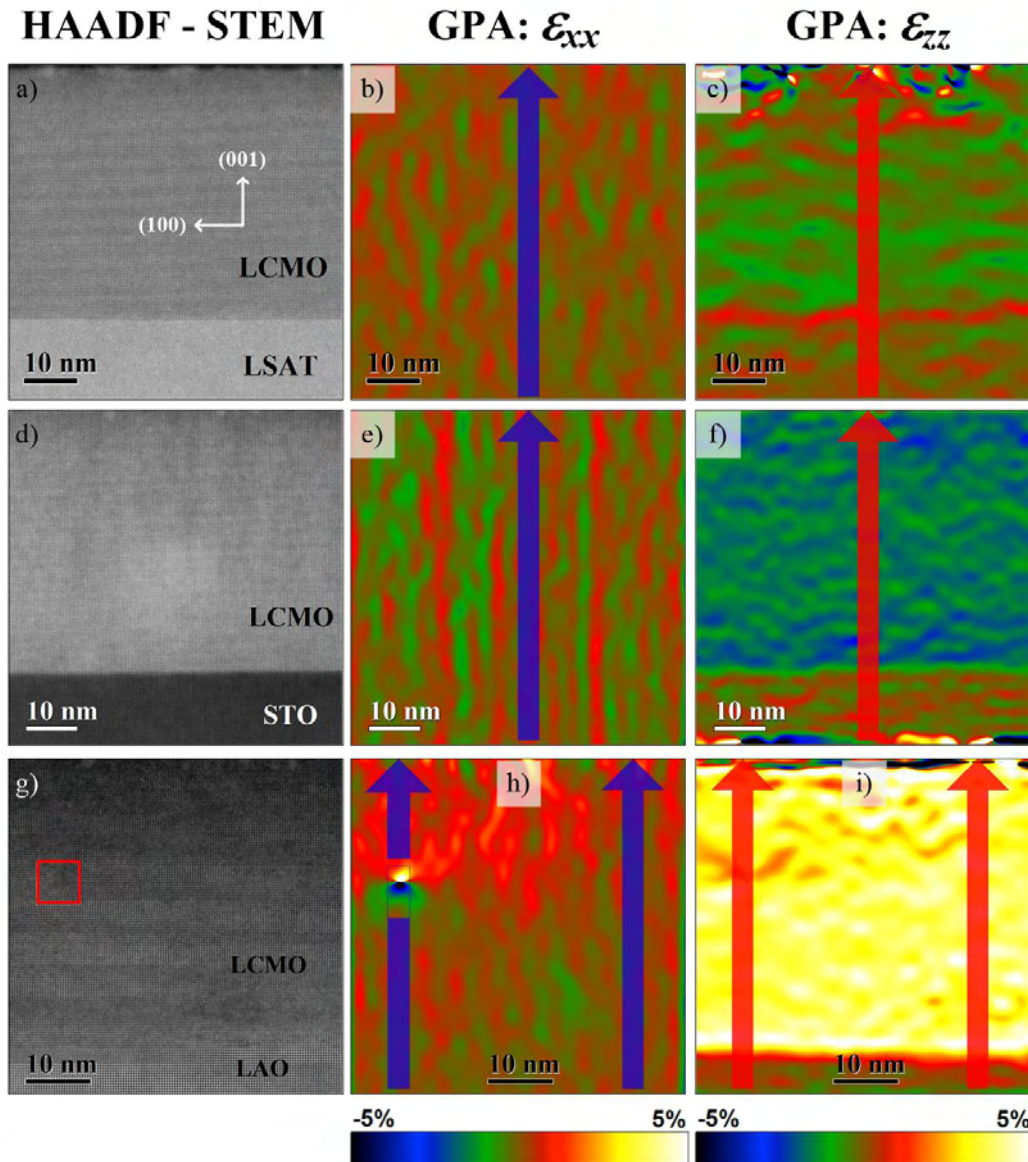 HAADF - STEM
GPA: εxx
GPA: εzz
a)
(001)
(100)
LCMO
LSAT
10 nm
b)
10 nm
c)
10 nm
d)
LCMO
STO
10 nm
e)
10 nm
f)
10 nm
g)
LCMO
LAO
10 nm
h)
10 nm
i)
10 nm
-5%
5%
-5%
5%